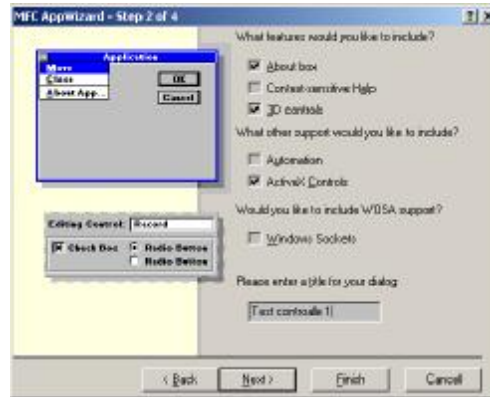 MFC AppWizard - Step 2 of 4
Application
Move
Close
About App...
OK
Cancel
Editing Control: Record
Check Box
Radio Button
Radio Button
What features would you like to include?
About box
Context-sensitive Help
3D controls
What other support would you like to include?
Automation
ActiveX Controls
Would you like to include WOSA support?
Windows Sockets
Please enter a title for your dialog:
Test controalle 1
< Back
Next >
Finish
Cancel